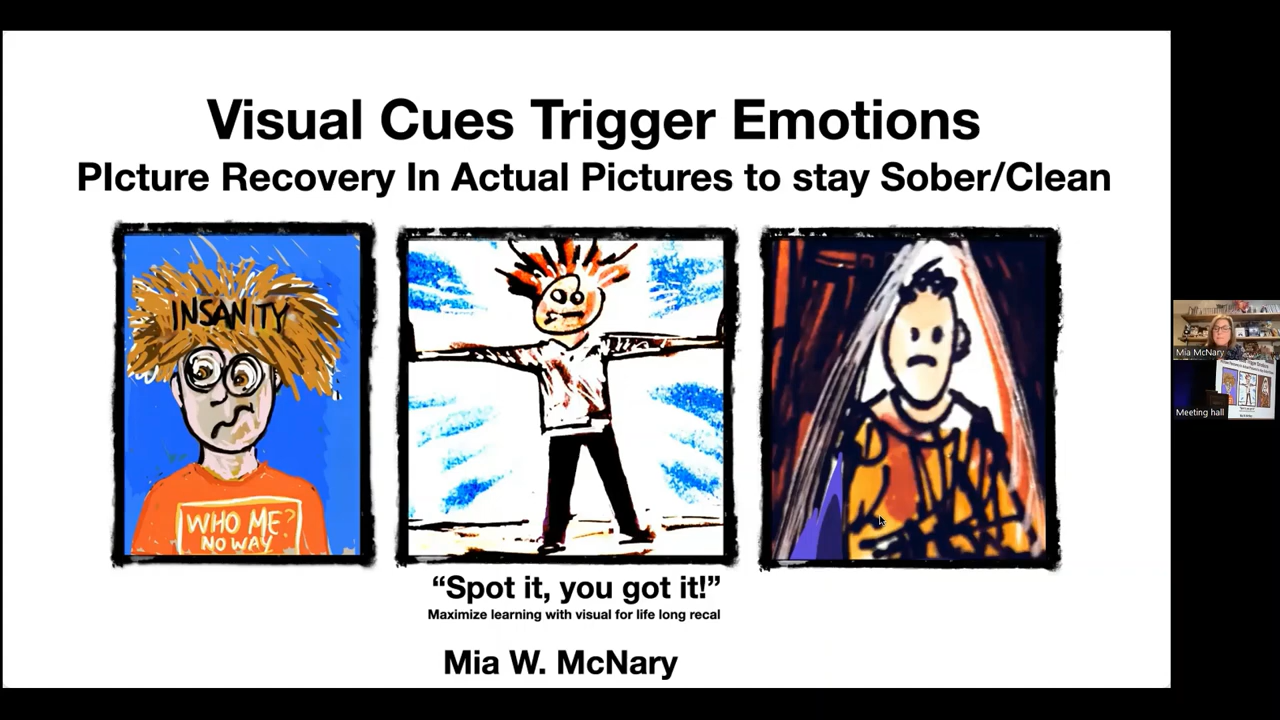 Visual Cues Trigger Emotions
PIcture Recovery In Actual Pictures to stay Sober/Clean
INSANITY
WHO ME?
NO WAY
“Spot it, you got it!”
Maximize learning with visual for life long recal
Mia W. McNary
Mia McNary
Meeting hall